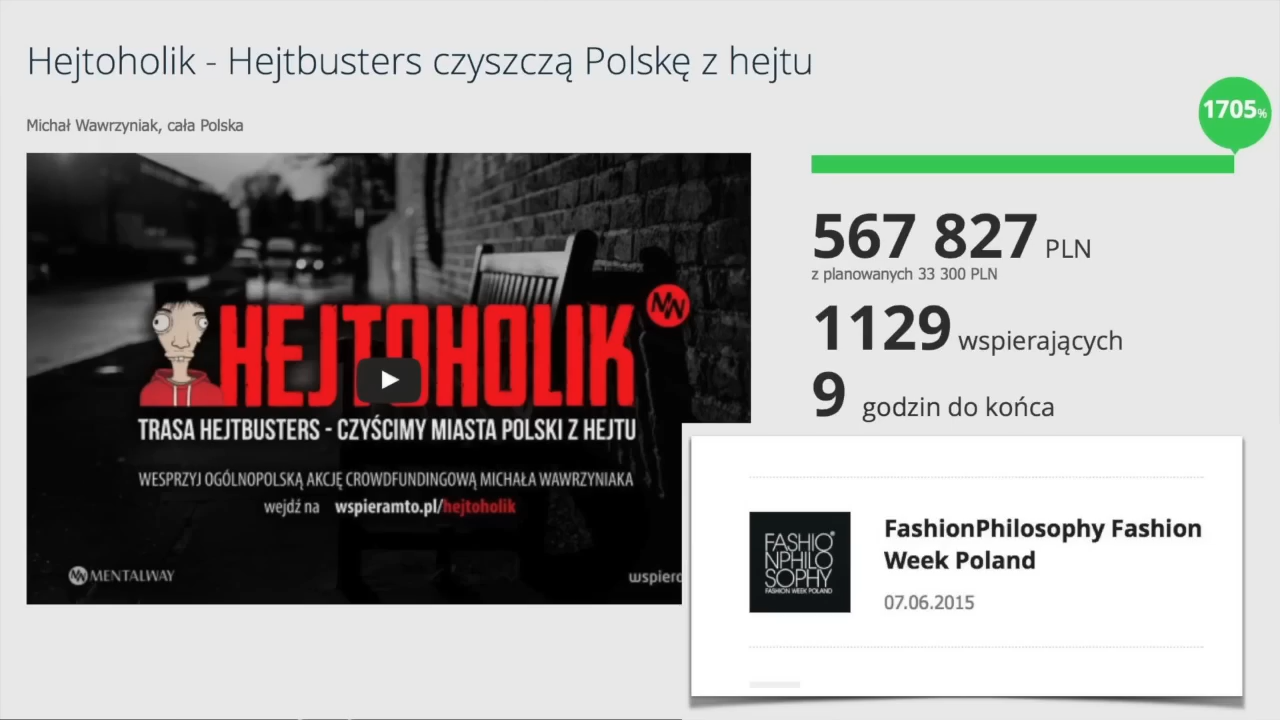 Hejtoholik - Hejtbusters czyszczą Polskę z hejtu
Michał Wawrzyniak, cała Polska
1705%
HEJTOHOLIK
MW
TRASA HEJTBUSTERS - CZYŚCIMY MIASTA POLSKI Z HEJTU
WESPRZYJ OGÓLNOPOLSKĄ AKCJĘ CROWDFUNDINGOWĄ MICHAŁA WAWRZYNIAKA
wejdź na wspieramto.pl/hejtoholik
MENTALWAY
wspiera
567 827 PLN
z planowanych 33 300 PLN
1129 wspierających
9 godzin do końca
FASHIO
NPHILO
SOPHY
FASHION WEEK POLAND
FashionPhilosophy Fashion
Week Poland
07.06.2015